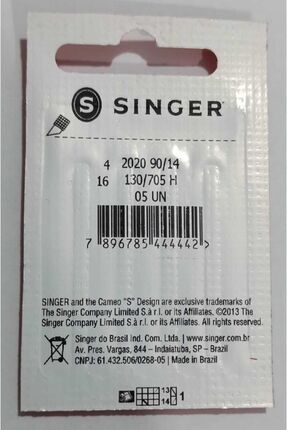 S SINGER
4 2020 90/14
16 130/705 H
05 UN
7 896785 444442 >
SINGER and the Cameo "S" Design are exclusive trademarks of
The Singer Company Limited S.à r.l. or its Affiliates. ©2013 The
Singer Company Limited S.à r.l. or its Affiliates. All rights reserved.
Singer do Brasil Ind. Com. Ltda. | www.singer.com.br
Av. Pres. Vargas, 844 - Indaiatuba, SP – Brazil
CNPJ: 61.432.506/0268-05 | Made in Brazil
13
14 1